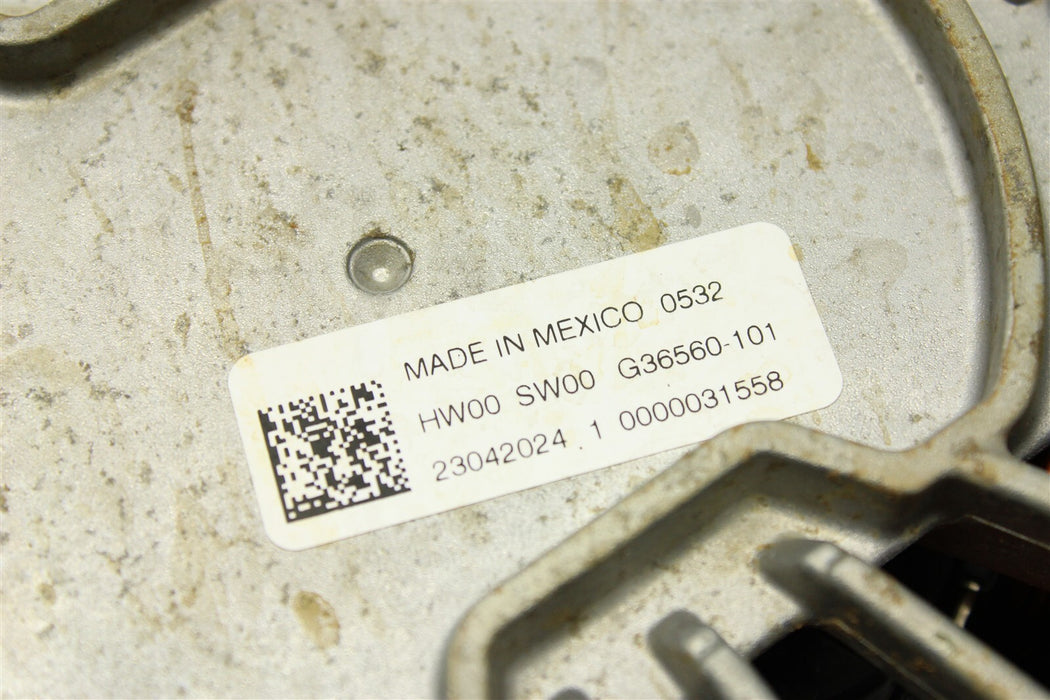 MADE IN MEXICO 0532
HW00 SW00 G36560-101
23042024 1 0000031558